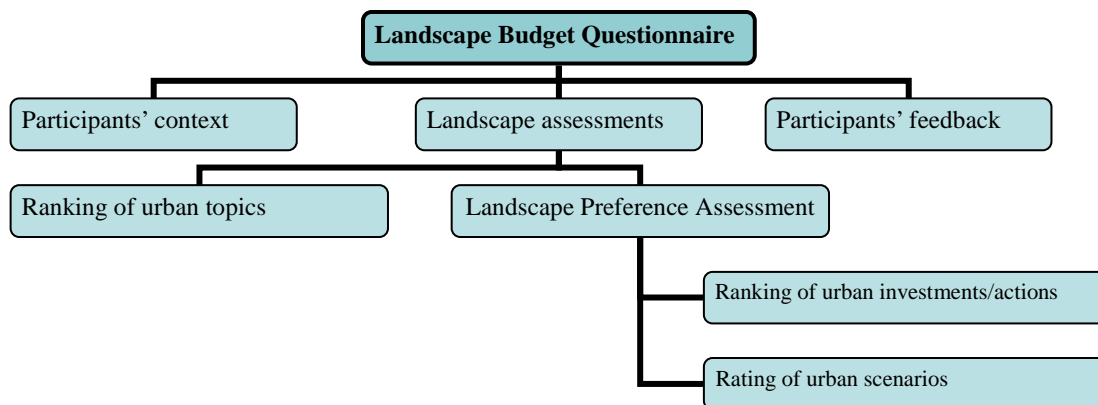 Landscape Budget Questionnaire
Participants’ context
Landscape assessments
Participants’ feedback
Ranking of urban topics
Landscape Preference Assessment
Ranking of urban investments/actions
Rating of urban scenarios